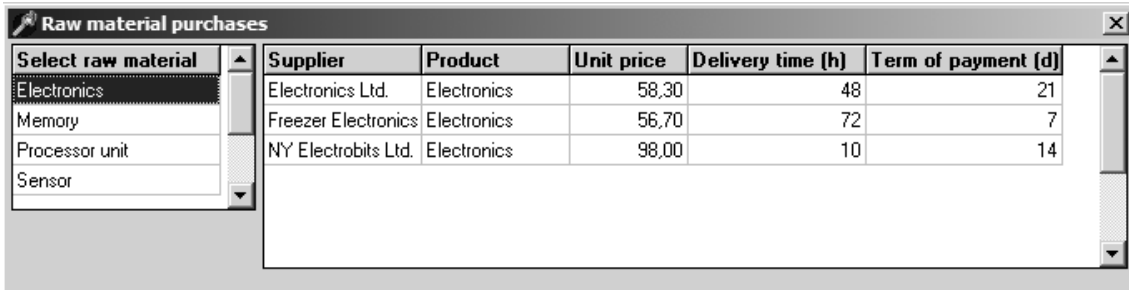 Raw material purchases
Select raw material
Electronics
Memory
Processor unit
Sensor
Supplier Product Unit price Delivery time (h) Term of payment (d)
Electronics Ltd. Electronics 58,30 48 21
Freezer Electronics Electronics 56,70 72 7
NY Electrobits Ltd. Electronics 98,00 10 14